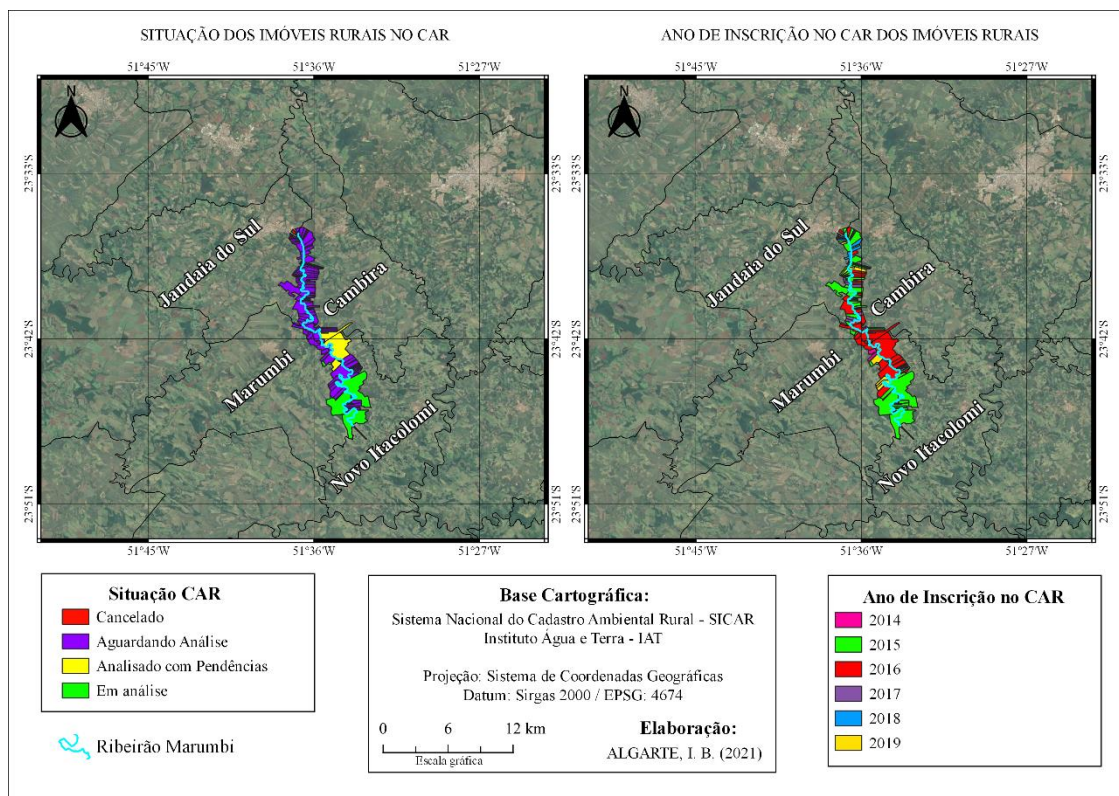 SITUAÇÃO DOS IMÓVEIS RURAIS NO CAR
51°45'W 51°36'W 51°27'W
N
23°33'S 23°33'S
Jandaia do Sul
Cambira
23°42'S 23°42'S
Marumbi
Novo Itacolomi
23°51'S 23°51'S
51°45'W 51°36'W 51°27'W
ANO DE INSCRIÇÃO NO CAR DOS IMÓVEIS RURAIS
51°45'W 51°36'W 51°27'W
N
23°33'S
Jandaia do Sul
Cambira
23°42'S
Marumbi
Novo Itacolomi
23°51'S
51°45'W 51°36'W 51°27'W
Situação CAR
Cancelado
Aguardando Análise
Analisado com Pendências
Em análise
Ribeirão Marumbi
Base Cartográfica:
Sistema Nacional do Cadastro Ambiental Rural - SICAR
Instituto Água e Terra - IAT
Projeção: Sistema de Coordenadas Geográficas
Datum: Sirgas 2000 / EPSG: 4674
0 6 12 km
Escala gráfica
Elaboração:
ALGARTE, I. B. (2021)
Ano de Inscrição no CAR
2014
2015
2016
2017
2018
2019